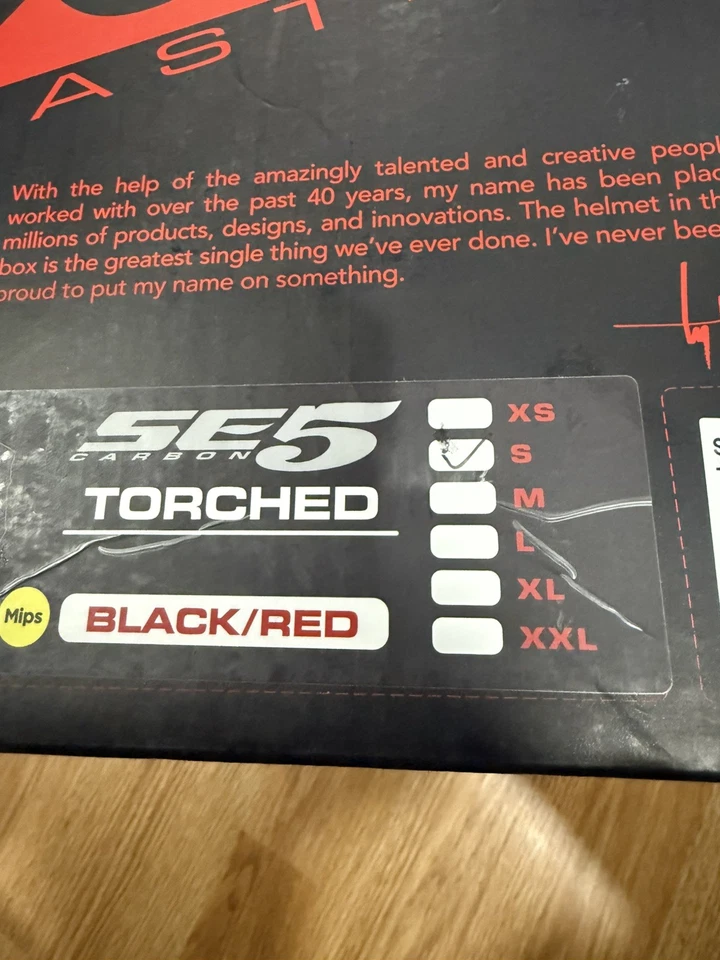 AST
With the help of the amazingly talented and creative peopl
worked with over the past 40 years, my name has been plac
millions of products, designs, and innovations. The helmet in th
box is the greatest single thing we've ever done. I've never bee
proud to put my name on something.
SE5
CARBON
TORCHED
Mips
BLACK/RED
XS
S
M
L
XL
XXL
S